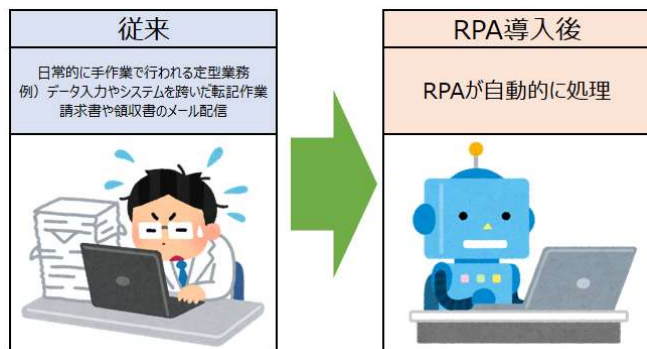 従来
日常的に手作業で行われる定型業務
例）データ入力やシステムを跨いだ転記作業
請求書や領収書のメール配信
RPA導入後
RPAが自動的に処理